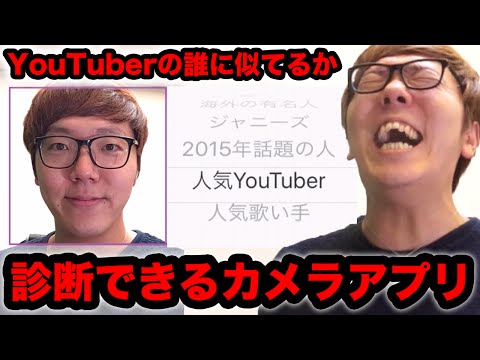 YouTuberの誰に似てるか
海外の有名人
ジャニーズ
2015年話題の人
人気YouTuber
人気歌い手
診断できるカメラアプリ